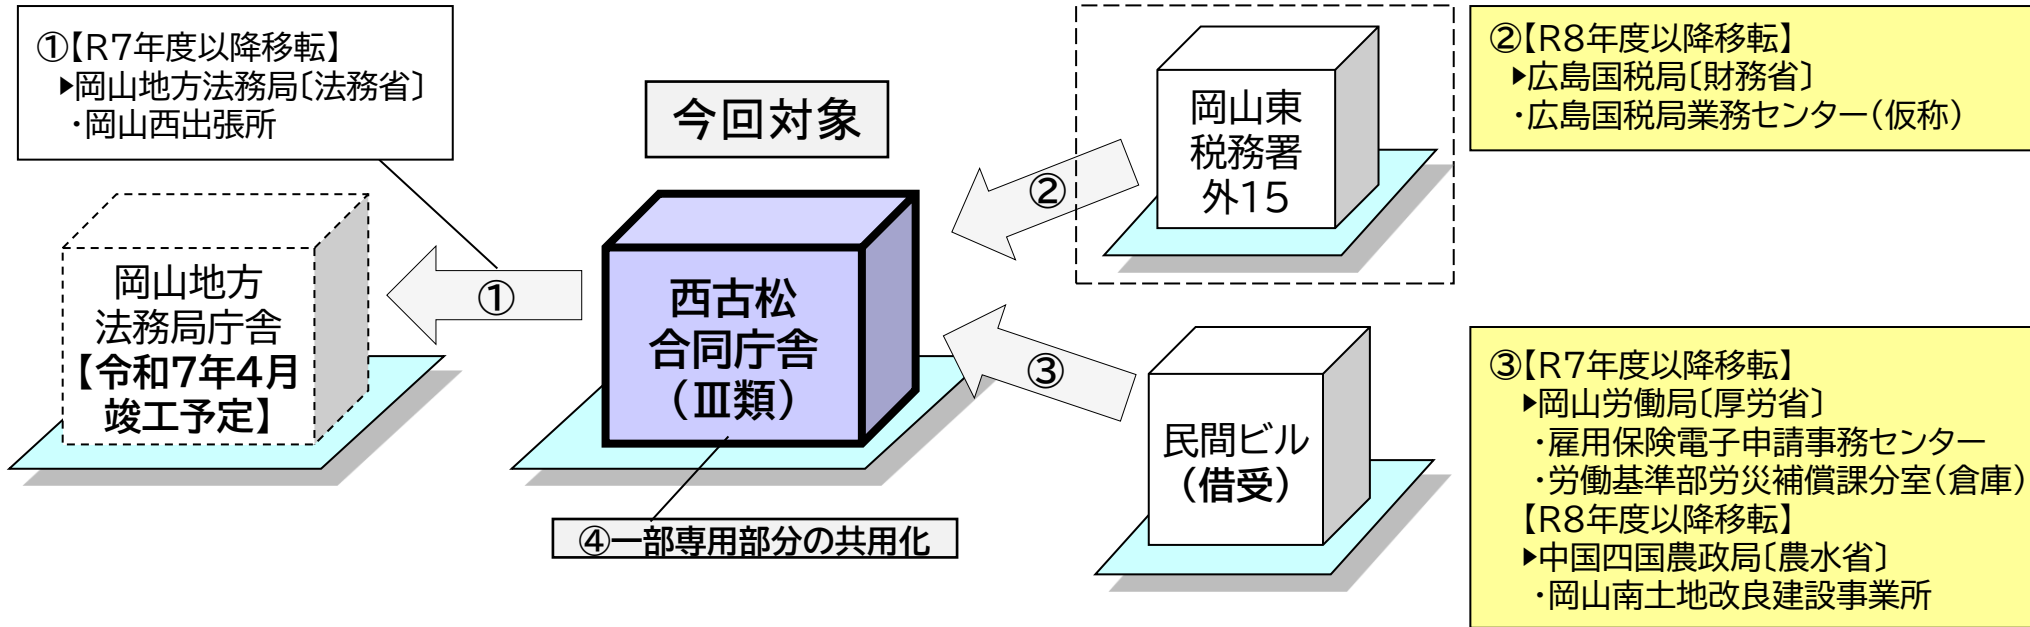 ①【R7年度以降移転】
▶岡山地方法務局〔法務省〕
・岡山西出張所
今回対象
岡山東
税務署
外15
②【R8年度以降移転】
▶広島国税局〔財務省〕
・広島国税局業務センター(仮称)
岡山地方
法務局庁舎
【令和7年4月
竣工予定】
①
西古松
合同庁舎
(Ⅲ類)
②
③
民間ビル
(借受)
④一部専用部分の共用化
③【R7年度以降移転】
▶岡山労働局〔厚労省〕
・雇用保険電子申請事務センター
・労働基準部労災補償課分室(倉庫)
【R8年度以降移転】
▶中国四国農政局〔農水省〕
・岡山南土地改良建設事業所